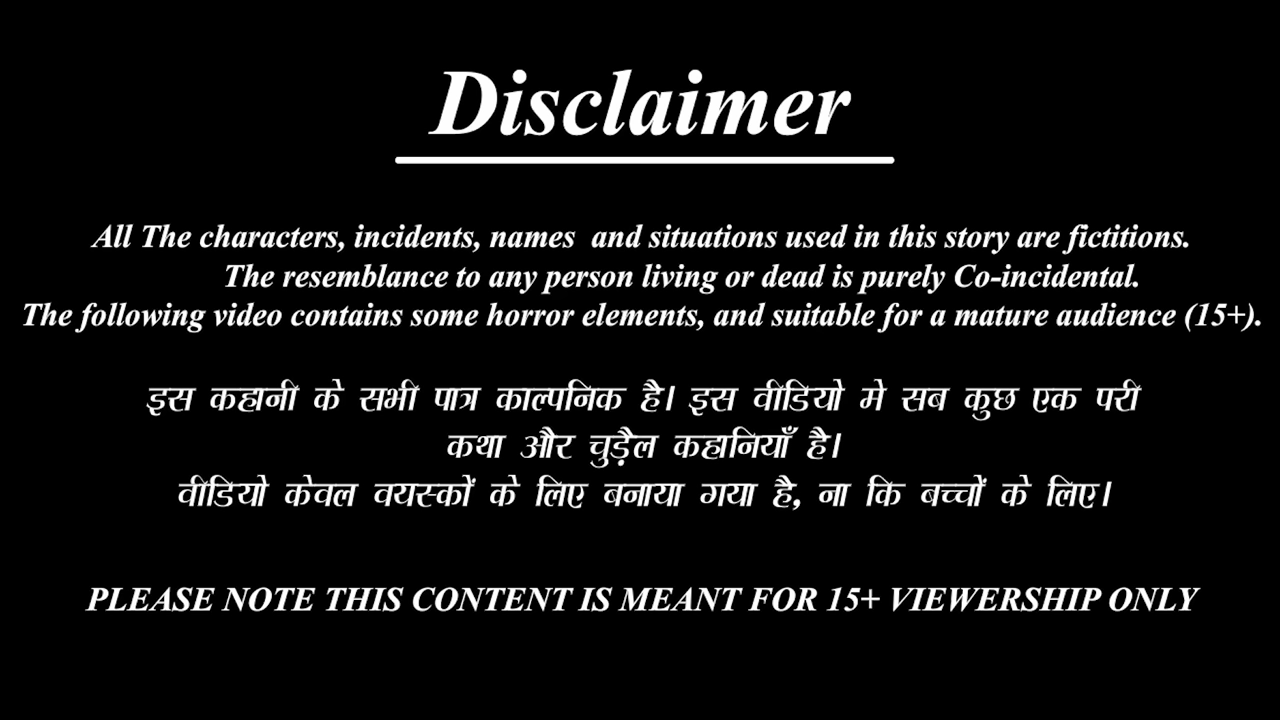 Disclaimer
All The characters, incidents, names  and situations used in this story are fictitions.
The resemblance to any person living or dead is purely Co-incidental.
The following video contains some horror elements, and suitable for a mature audience (15+).
इस कहानी के सभी पात्र काल्पनिक है। इस वीडियो मे सब कुछ एक परी
कथा और चुड़ैल कहानियाँ है।
वीडियो केवल वयस्कों के लिए बनाया गया है, ना कि बच्चों के लिए।
PLEASE NOTE THIS CONTENT IS MEANT FOR 15+ VIEWERSHIP ONLY